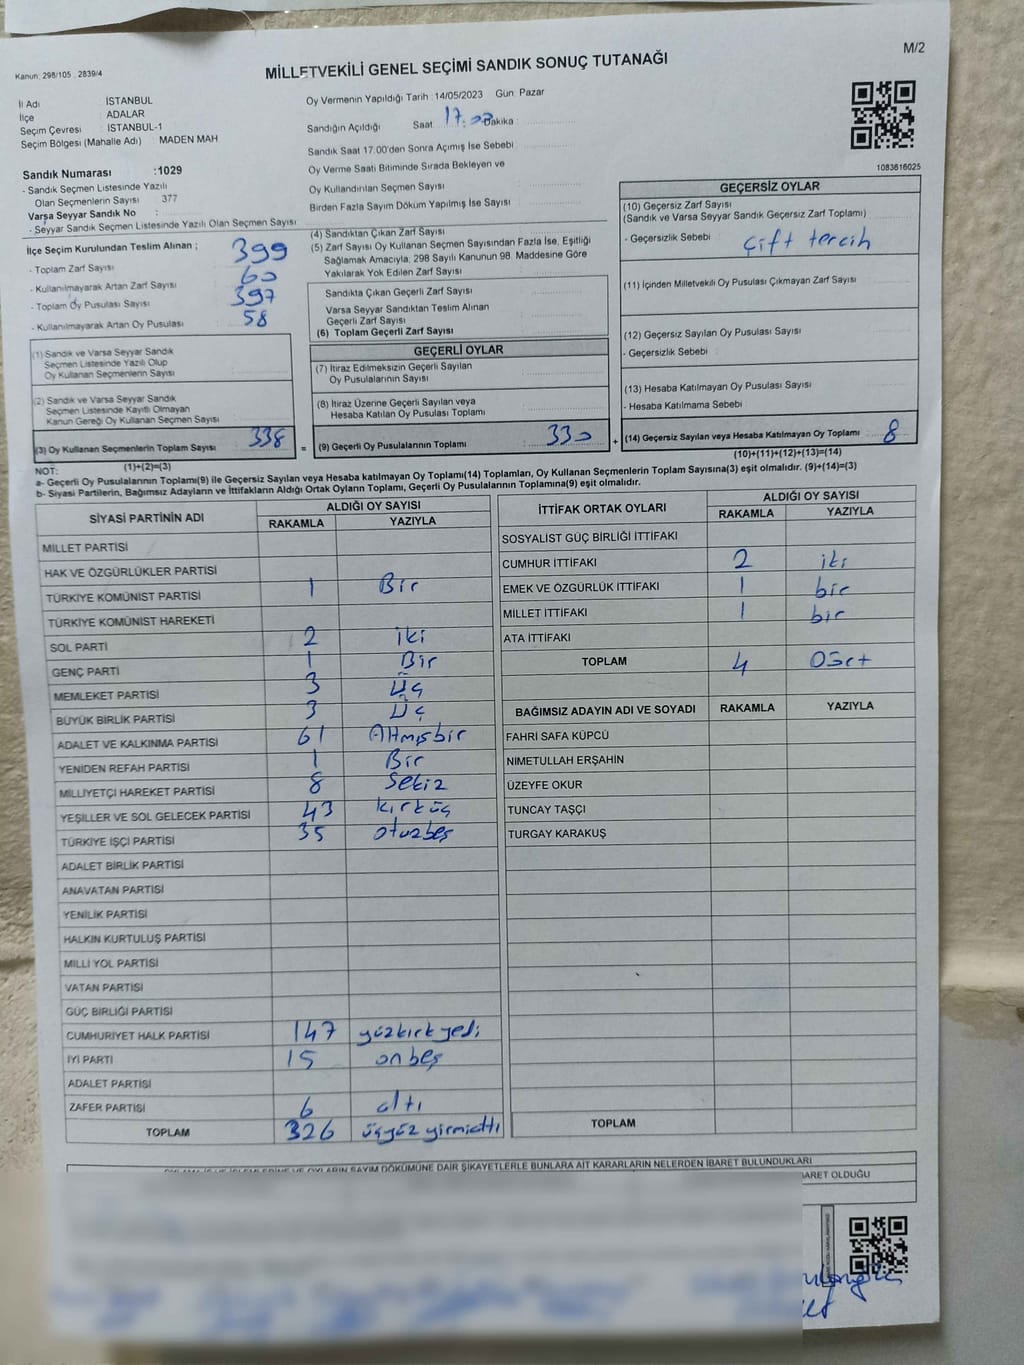 M/2
Kanun: 298/105 , 2839/4
MİLLETVEKİLİ GENEL SEÇİMİ SANDIK SONUÇ TUTANAĞI
İl Adı : İSTANBUL
İlçe : ADALAR
Seçim Çevresi : İSTANBUL-1
Seçim Bölgesi (Mahalle Adı) MADEN MAH
Sandık Numarası :1029
- Sandık Seçmen Listesinde Yazılı
Olan Seçmenlerin Sayısı 377
Varsa Seyyar Sandık No :
- Seyyar Sandık Seçmen Listesinde Yazılı Olan Seçmen Sayısı
Oy Vermenin Yapıldığı Tarih :14/05/2023 Gün: Pazar
Sandığın Açıldığı Saat: 17:00 Dakika :
Sandık Saat 17.00'den Sonra Açımış İse Sebebi
Oy Verme Saati Bitiminde Sırada Bekleyen ve
Oy Kullandırılan Seçmen Sayısı
Birden Fazla Sayım Döküm Yapılmış İse Sayısı
1083616025
İlçe Seçim Kurulundan Teslim Alınan ;
- Toplam Zarf Sayısı 399
- Kullanılmayarak Artan Zarf Sayısı 60
- Toplam Oy Pusulası Sayısı 397
- Kullanılmayarak Artan Oy Pusulası 58
(1) Sandık ve Varsa Seyyar Sandık
Seçmen Listesinde Yazılı Olup
Oy Kullanan Seçmenlerin Sayısı
(2) Sandık ve Varsa Seyyar Sandık
Seçmen Listesinde Kayıtlı Olmayan
Kanun Gereği Oy Kullanan Seçmen Sayısı
(3) Oy Kullanan Seçmenlerin Toplam Sayısı 338
(1)+(2)=(3)
(4) Sandıktan Çıkan Zarf Sayısı
(5) Zarf Sayısı Oy Kullanan Seçmen Sayısından Fazla İse, Eşitliği
Sağlamak Amacıyla, 298 Sayılı Kanunun 98. Maddesine Göre
Yakılarak Yok Edilen Zarf Sayısı
Sandıkta Çıkan Geçerli Zarf Sayısı
Varsa Seyyar Sandıktan Teslim Alınan
Geçerli Zarf Sayısı
(6) Toplam Geçerli Zarf Sayısı
GEÇERLİ OYLAR
(7) İtiraz Edilmeksizin Geçerli Sayılan
Oy Pusulalarının Sayısı
(8) İtiraz Üzerine Geçerli Sayılan veya
Hesaba Katılan Oy Pusulası Toplamı
= (9) Geçerli Oy Pusulalarının Toplamı : 330 +
GEÇERSİZ OYLAR
(10) Geçersiz Zarf Sayısı
(Sandık ve Varsa Seyyar Sandık Geçersiz Zarf Toplamı)
- Geçersizlik Sebebi : çift tercih
(11) İçinden Milletvekili Oy Pusulası Çıkmayan Zarf Sayısı
(12) Geçersiz Sayılan Oy Pusulası Sayısı
- Geçersizlik Sebebi :
(13) Hesaba Katılmayan Oy Pusulası Sayısı
- Hesaba Katılmama Sebebi :
(14) Geçersiz Sayılan veya Hesaba Katılmayan Oy Toplamı 8
(10)+(11)+(12)+(13)=(14)
NOT:
a- Geçerli Oy Pusulalarının Toplamı(9) ile Geçersiz Sayılan veya Hesaba katılmayan Oy Toplamı(14) Toplamları, Oy Kullanan Seçmenlerin Toplam Sayısına(3) eşit olmalıdır. (9)+(14)=(3)
b- Siyasi Partilerin, Bağımsız Adayların ve İttifakların Aldığı Ortak Oyların Toplamı, Geçerli Oy Pusulalarının Toplamına(9) eşit olmalıdır.
SİYASİ PARTİNİN ADI ALDIĞI OY SAYISI
RAKAMLA YAZIYLA
MİLLET PARTİSİ
HAK VE ÖZGÜRLÜKLER PARTİSİ
TÜRKİYE KOMÜNİST PARTİSİ 1 Bir
TÜRKİYE KOMÜNİST HAREKETİ
SOL PARTİ 2 iki
GENÇ PARTİ 1 Bir
MEMLEKET PARTİSİ 3 Üç
BÜYÜK BİRLİK PARTİSİ 3 Üç
ADALET VE KALKINMA PARTİSİ 61 Altmışbir
YENİDEN REFAH PARTİSİ 1 Bir
MİLLİYETÇİ HAREKET PARTİSİ 8 Sekiz
YEŞİLLER VE SOL GELECEK PARTİSİ 43 kırküç
TÜRKİYE İŞÇİ PARTİSİ 35 otuzbeş
ADALET BİRLİK PARTİSİ
ANAVATAN PARTİSİ
YENİLİK PARTİSİ
HALKIN KURTULUŞ PARTİSİ
MİLLİ YOL PARTİSİ
VATAN PARTİSİ
GÜÇ BİRLİĞİ PARTİSİ
CUMHURİYET HALK PARTİSİ 147 yüzkırkyedi
İYİ PARTİ 15 onbeş
ADALET PARTİSİ
ZAFER PARTİSİ 6 altı
TOPLAM 326 üçyüz yirmialtı
İTTİFAK ORTAK OYLARI ALDIĞI OY SAYISI
RAKAMLA YAZIYLA
SOSYALİST GÜÇ BİRLİĞİ İTTİFAKI
CUMHUR İTTİFAKI 2 iki
EMEK VE ÖZGÜRLÜK İTTİFAKI 1 bir
MİLLET İTTİFAKI 1 bir
ATA İTTİFAKI
TOPLAM 4
BAĞIMSIZ ADAYIN ADI VE SOYADI RAKAMLA YAZIYLA
FAHRİ SAFA KÜPCÜ
NİMETULLAH ERŞAHİN
ÜZEYFE OKUR
TUNCAY TAŞÇI
TURGAY KARAKUŞ
TOPLAM
OYLAMA İŞ VE İŞLEMLERİNE VE OYLARIN SAYIM DÖKÜMÜNE DAİR ŞİKAYETLERLE BUNLARA AİT KARARLARIN NELERDEN İBARET BULUNDUKLARI
BARET OLDUĞU